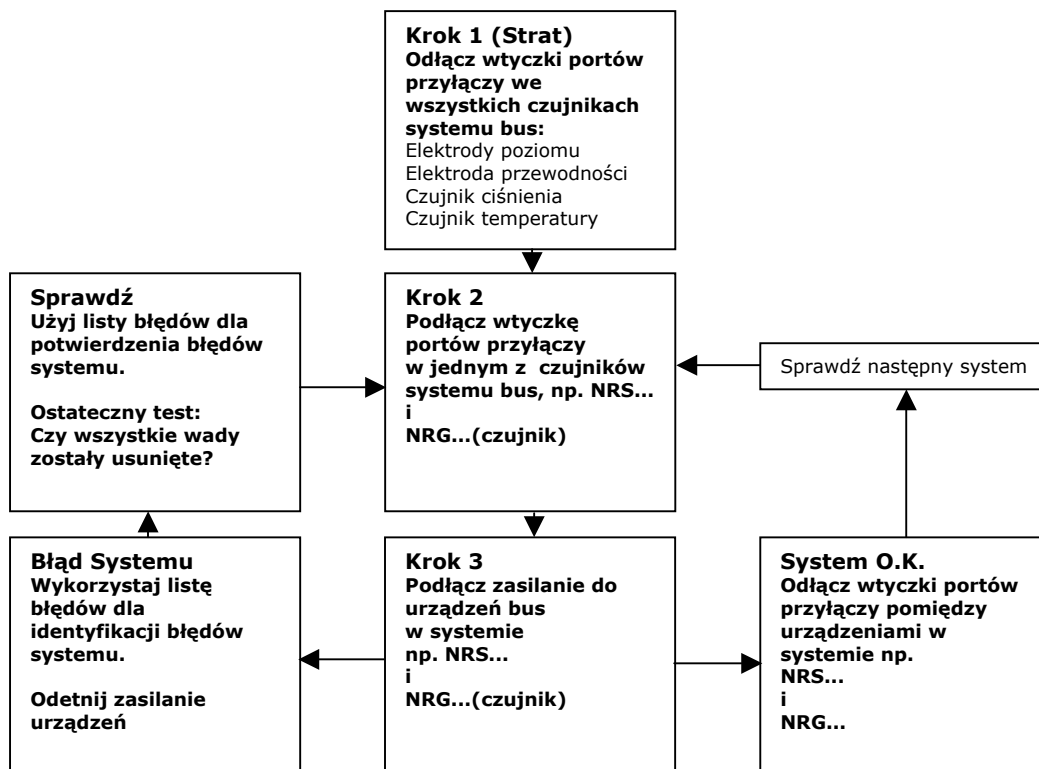 Krok 1 (Strat)
Odłącz wtyczki portów
przyłączy we
wszystkich czujnikach
systemu bus:
Elektrody poziomu
Elektroda przewodności
Czujnik ciśnienia
Czujnik temperatury
Sprawdź
Użyj listy błędów dla
potwierdzenia błędów
systemu.
Ostateczny test:
Czy wszystkie wady
zostały usunięte?
Krok 2
Podłącz wtyczkę
portów przyłączy
w jednym z czujników
systemu bus, np. NRS...
i
NRG...(czujnik)
Sprawdź następny system
Błąd Systemu
Wykorzystaj listę
błędów dla
identyfikacji błędów
systemu.
Odetnij zasilanie
urządzeń
Krok 3
Podłącz zasilanie do
urządzeń bus
w systemie
np. NRS...
i
NRG...(czujnik)
System O.K.
Odłącz wtyczki portów
przyłączy pomiędzy
urządzeniami w
systemie np.
NRS...
i
NRG...